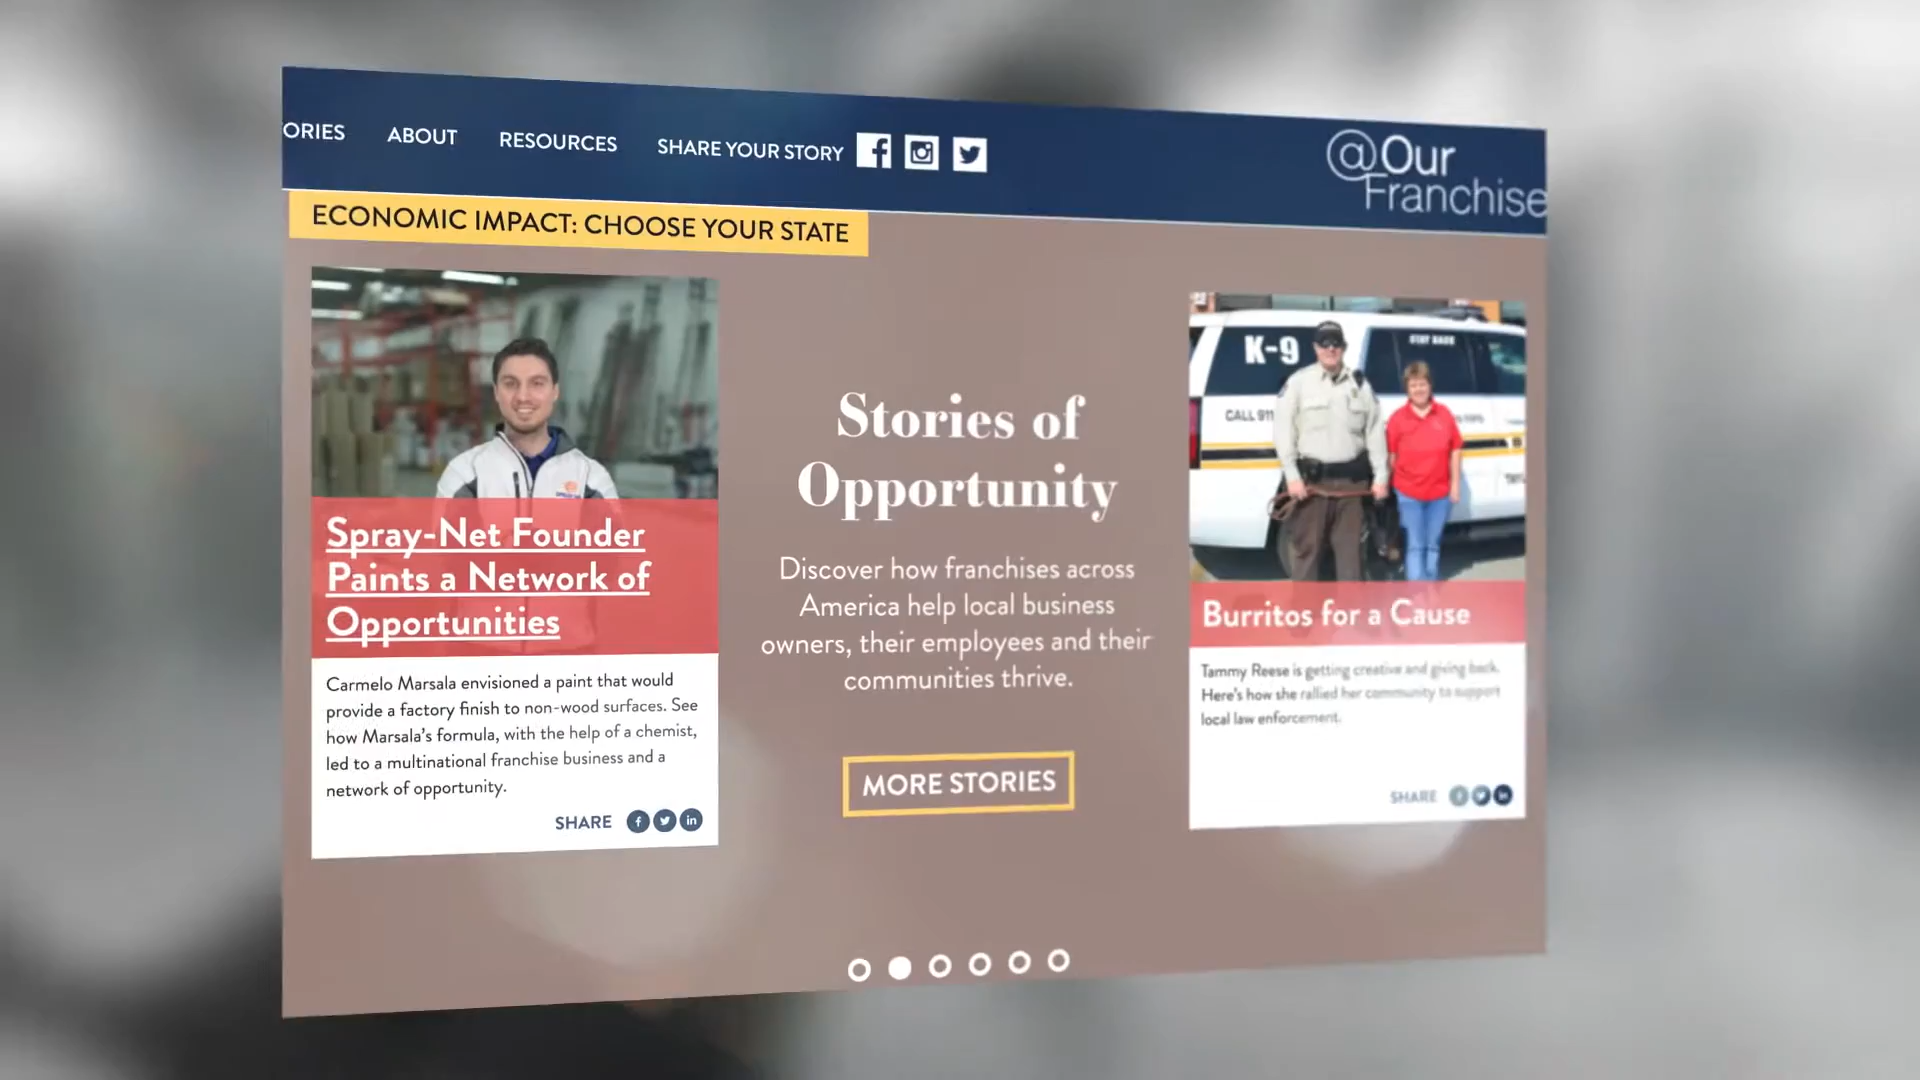 ORIES
ABOUT
RESOURCES
SHARE YOUR STORY
@Our
Franchise
ECONOMIC IMPACT: CHOOSE YOUR STATE
Spray-Net Founder
Paints a Network of
Opportunities
Carmelo Marsala envisioned a paint that would
provide a factory finish to non-wood surfaces. See
how Marsala's formula, with the help of a chemist,
led to a multinational franchise business and a
network of opportunity.
SHARE
Stories of
Opportunity
Discover how franchises across
America help local business
owners, their employees and their
communities thrive.
MORE STORIES
K-9
STAY BACK
CALL 911
Burritos for a Cause
Tammy Reese is getting creative and giving back.
Here's how she rallied her community to support
local law enforcement.
SHARE